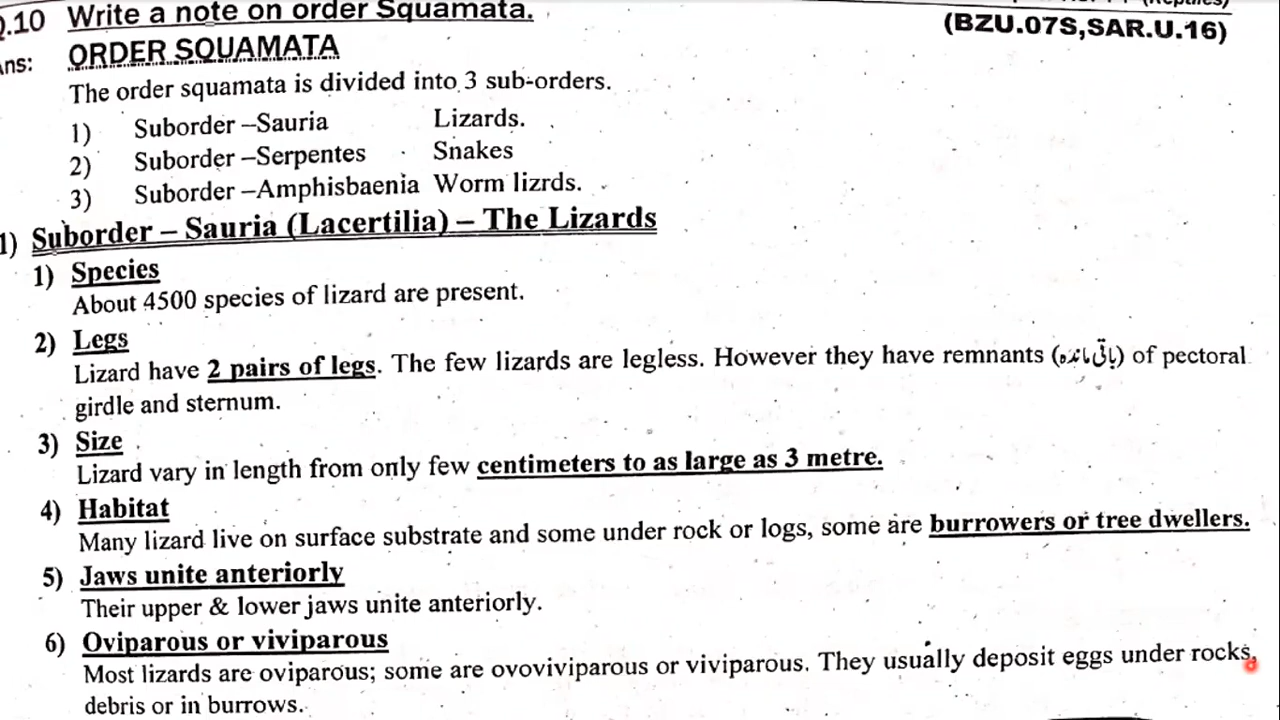 Q.10 Write a note on order Squamata.
(BZU.07S,SAR.U.16)
Ans: ORDER SQUAMATA
The order squamata is divided into 3 sub-orders.
1) Suborder –Sauria Lizards.
2) Suborder –Serpentes Snakes
3) Suborder –Amphisbaenia Worm lizrds.
1) Suborder – Sauria (Lacertilia) – The Lizards
1) Species
About 4500 species of lizard are present.
2) Legs
Lizard have 2 pairs of legs. The few lizards are legless. However they have remnants (باقی ماندہ) of pectoral
girdle and sternum.
3) Size
Lizard vary in length from only few centimeters to as large as 3 metre.
4) Habitat
Many lizard live on surface substrate and some under rock or logs, some are burrowers or tree dwellers.
5) Jaws unite anteriorly
Their upper & lower jaws unite anteriorly.
6) Oviparous or viviparous
Most lizards are oviparous; some are ovoviviparous or viviparous. They usually deposit eggs under rocks,
debris or in burrows.